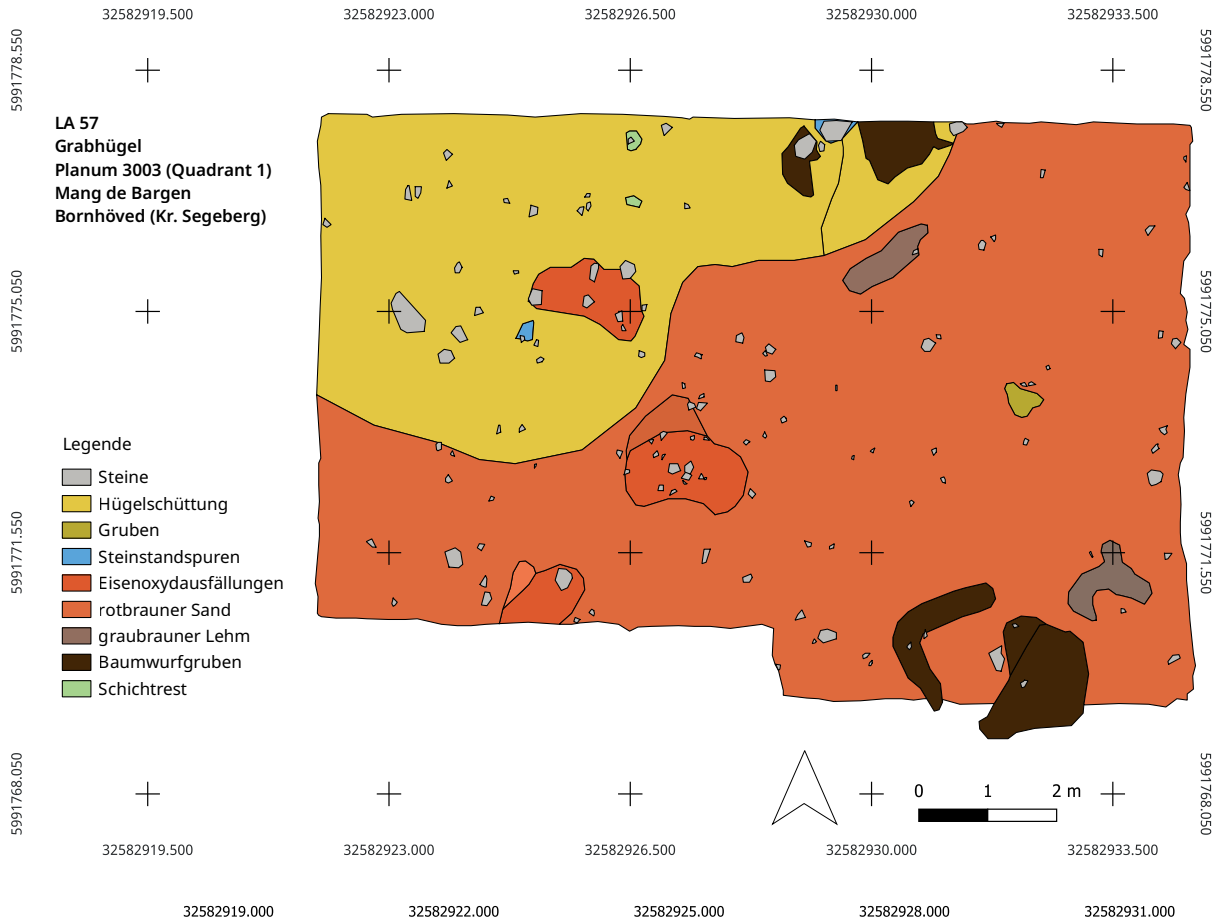 32582919.500 32582923.000 32582926.500 32582930.000 32582933.500
5991778.550 5991778.550
LA 57
Grabhügel
Planum 3003 (Quadrant 1)
Mang de Bargen
Bornhöved (Kr. Segeberg)
5991775.050 5991775.050
Legende
Steine
Hügelschüttung
Gruben
Steinstandspuren
Eisenoxydausfällungen
rotbrauner Sand
graubrauner Lehm
Baumwurfgruben
Schichtrest
5991771.550 5991771.550
5991768.050 5991768.050
0 1 2 m
32582919.500 32582923.000 32582926.500 32582930.000 32582933.500
32582919.000 32582922.000 32582925.000 32582928.000 32582931.000